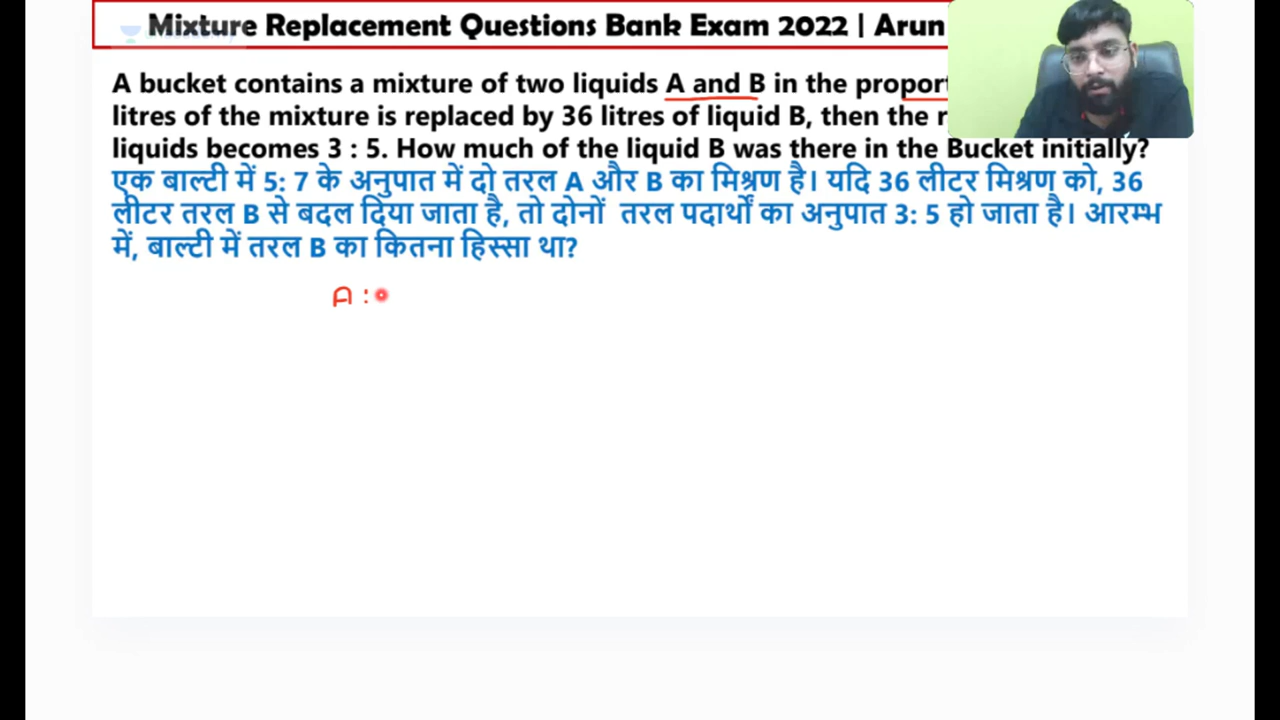 Mixture Replacement Questions Bank Exam 2022 | Arun
A bucket contains a mixture of two liquids A and B in the
litres of the mixture is replaced by 36 litres of liquid B, then the
liquids becomes 3 : 5. How much of the liquid B was there in the Bucket initially?
एक बाल्टी में 5: 7 के अनुपात में दो तरल A और B का मिश्रण है। यदि 36 लीटर मिश्रण को, 36
लीटर तरल B से बदल दिया जाता है, तो दोनों तरल पदार्थों का अनुपात 3: 5 हो जाता है। आरम्भ
में, बाल्टी में तरल B का कितना हिस्सा था?
A :